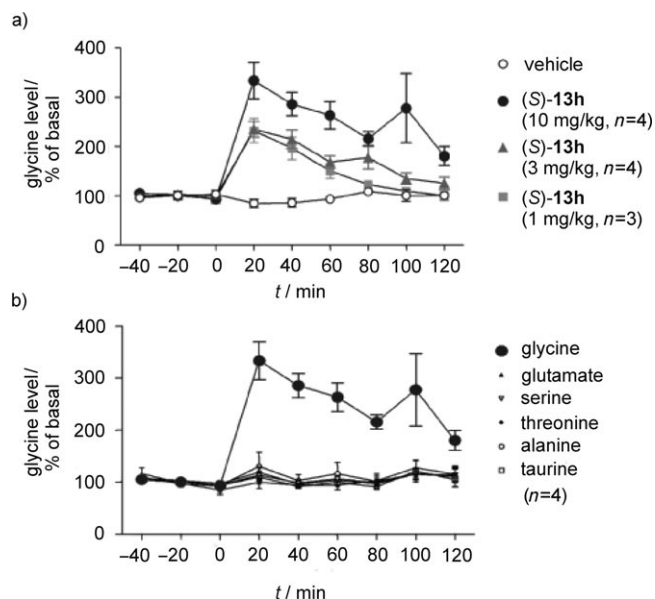 a)
400
300
200
100
0
glycine level/
% of basal
−40 −20 0 20 40 60 80 100 120
t / min
vehicle
(S)-13h
(10 mg/kg, n=4)
(S)-13h
(3 mg/kg, n=4)
(S)-13h
(1 mg/kg, n=3)
b)
400
300
200
100
0
glycine level/
% of basal
−40 −20 0 20 40 60 80 100 120
t / min
glycine
glutamate
serine
threonine
alanine
taurine
(n=4)